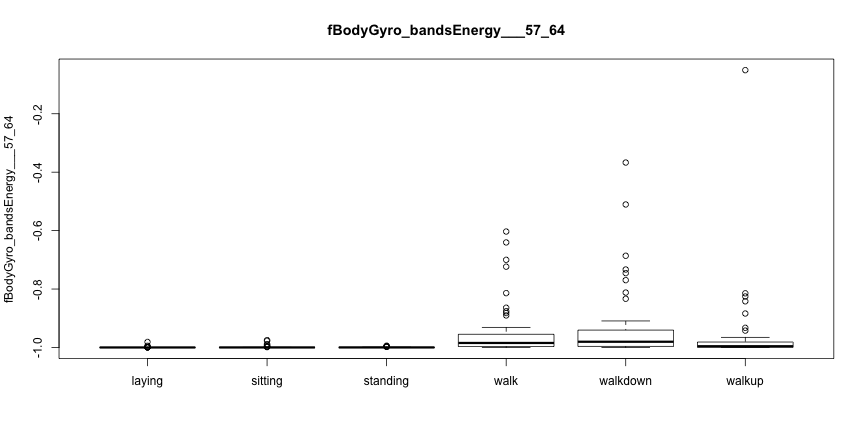 fBodyGyro_bandsEnergy___57_64
fBodyGyro_bandsEnergy___57_64
-0.2
-0.4
-0.6
-0.8
-1.0
laying sitting standing walk walkdown walkup